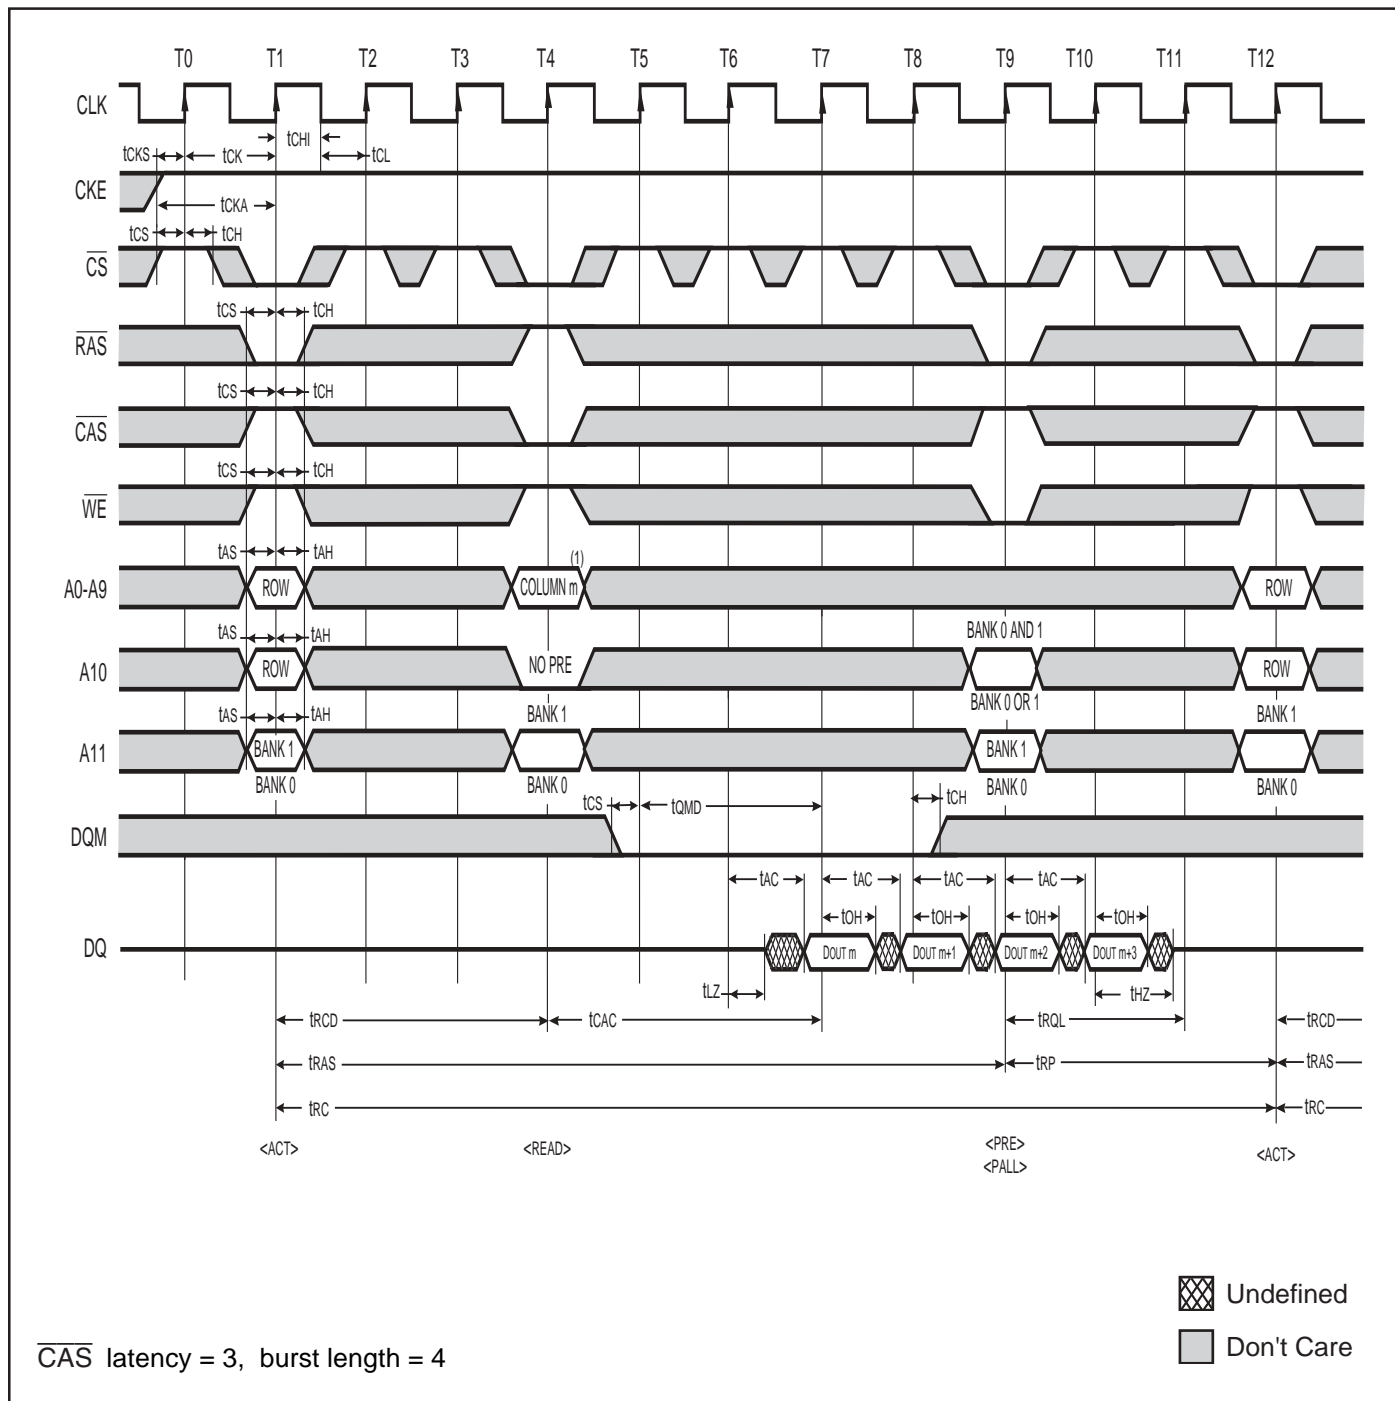 T0 T1 T2 T3 T4 T5 T6 T7 T8 T9 T10 T11 T12
CLK
tCHI
tCKS tCK tCL
CKE
tCKA
tCS tCH
CS
tCS tCH
RAS
tCS tCH
CAS
tCS tCH
WE
tAS tAH (1)
A0-A9 ROW COLUMN m ROW
tAS tAH BANK 0 AND 1
A10 ROW NO PRE ROW
BANK 0 OR 1
tAS tAH BANK 1 BANK 1
A11 BANK 1 BANK 1
BANK 0 BANK 0 BANK 0 BANK 0
tCS tQMD tCH
DQM
tAC tAC tAC tAC
tOH tOH tOH tOH
DQ DOUT m DOUT m+1 DOUT m+2 DOUT m+3
tLZ tHZ
tRCD tCAC tRQL tRCD
tRAS tRP tRAS
tRC tRC
<ACT> <READ> <PRE> <ACT>
<PALL>
Undefined
Don't Care
CAS latency = 3, burst length = 4